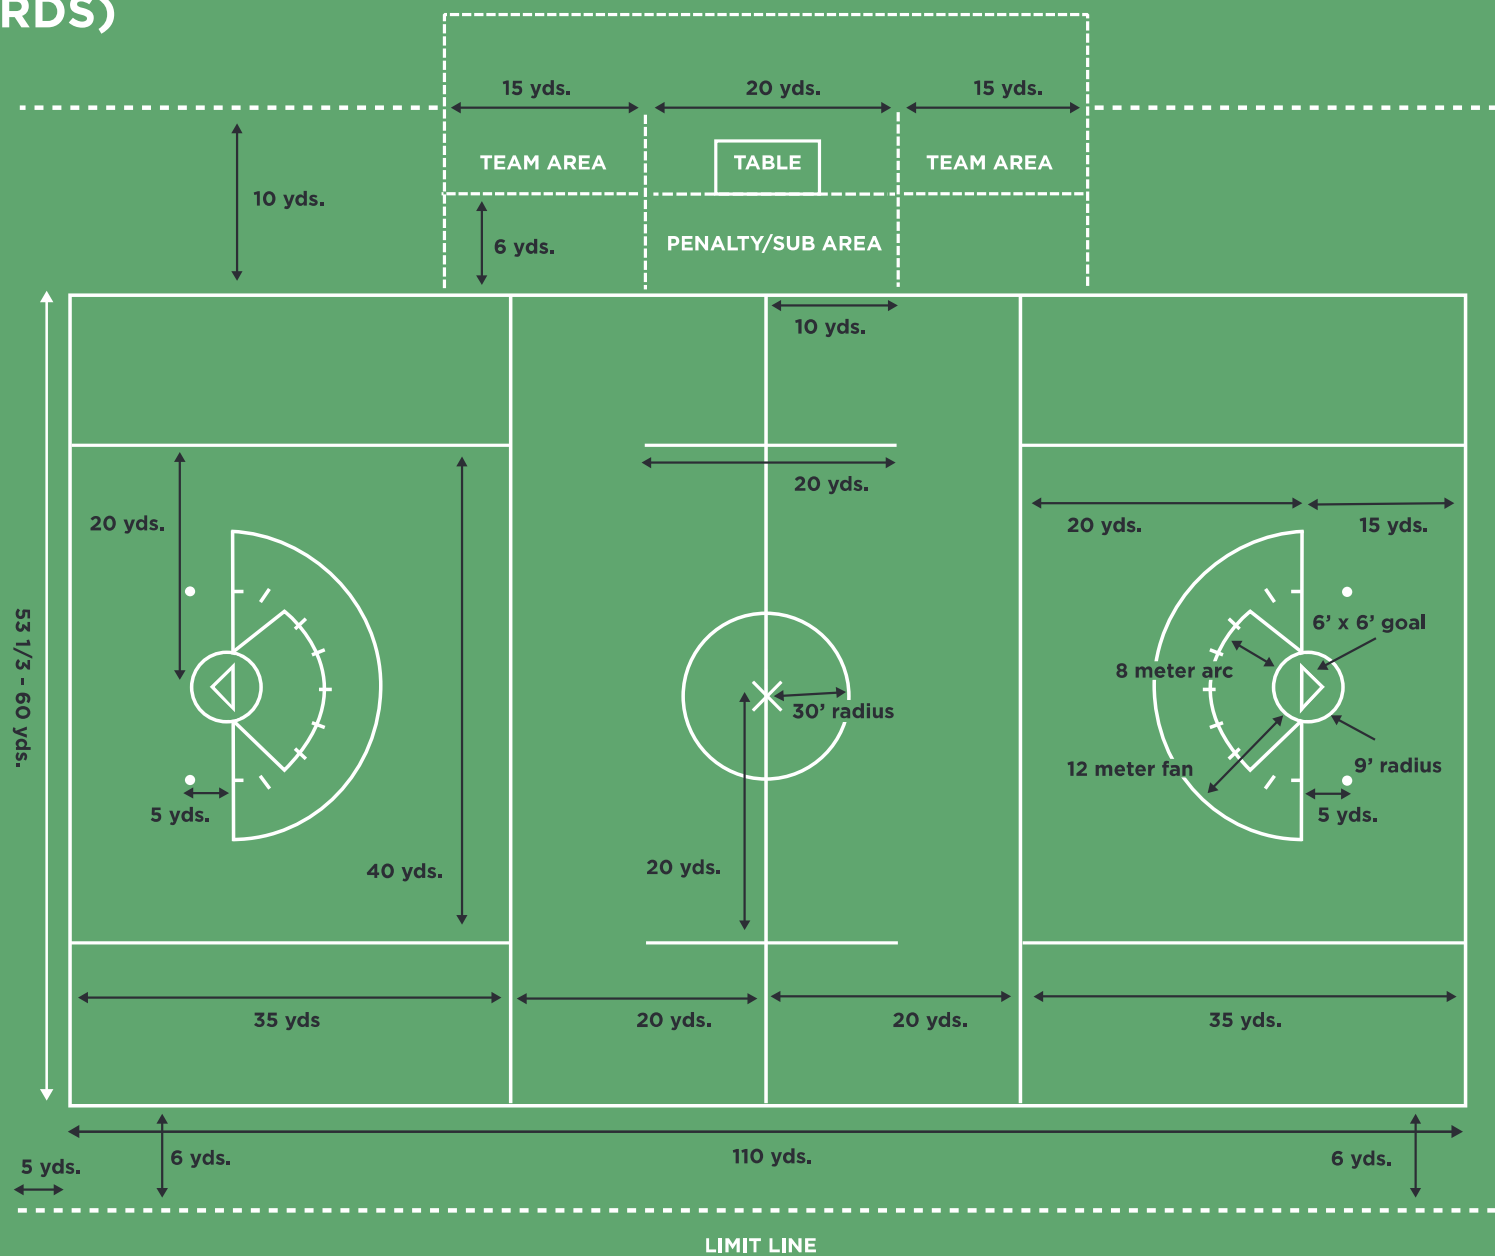 RDS)
15 yds.
20 yds.
15 yds.
TEAM AREA
TABLE
TEAM AREA
10 yds.
6 yds.
PENALTY/SUB AREA
10 yds.
20 yds.
20 yds.
20 yds.
15 yds.
53 1/3 - 60 yds.
6’ x 6’ goal
8 meter arc
30’ radius
12 meter fan
9’ radius
5 yds.
5 yds.
40 yds.
20 yds.
35 yds
20 yds.
20 yds.
35 yds.
5 yds.
6 yds.
110 yds.
6 yds.
LIMIT LINE